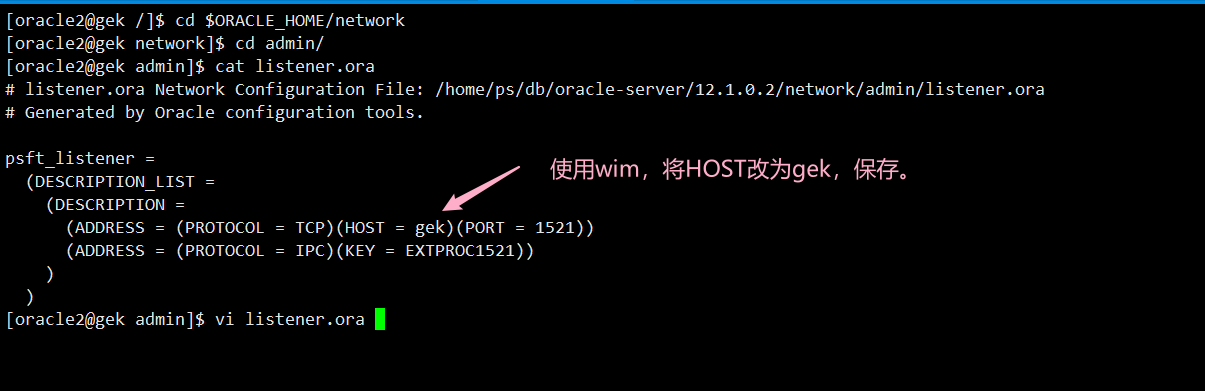 [oracle2@gek /]$ cd $ORACLE_HOME/network
[oracle2@gek network]$ cd admin/
[oracle2@gek admin]$ cat listener.ora
# listener.ora Network Configuration File: /home/ps/db/oracle-server/12.1.0.2/network/admin/listener.ora
# Generated by Oracle configuration tools.
psft_listener =
使用wim，将HOST改为gek，保存。
(DESCRIPTION_LIST =
(DESCRIPTION =
(ADDRESS = (PROTOCOL = TCP)(HOST = gek)(PORT = 1521))
(ADDRESS = (PROTOCOL = IPC)(KEY = EXTPROC1521))
)
)
[oracle2@gek admin]$ vi listener.ora